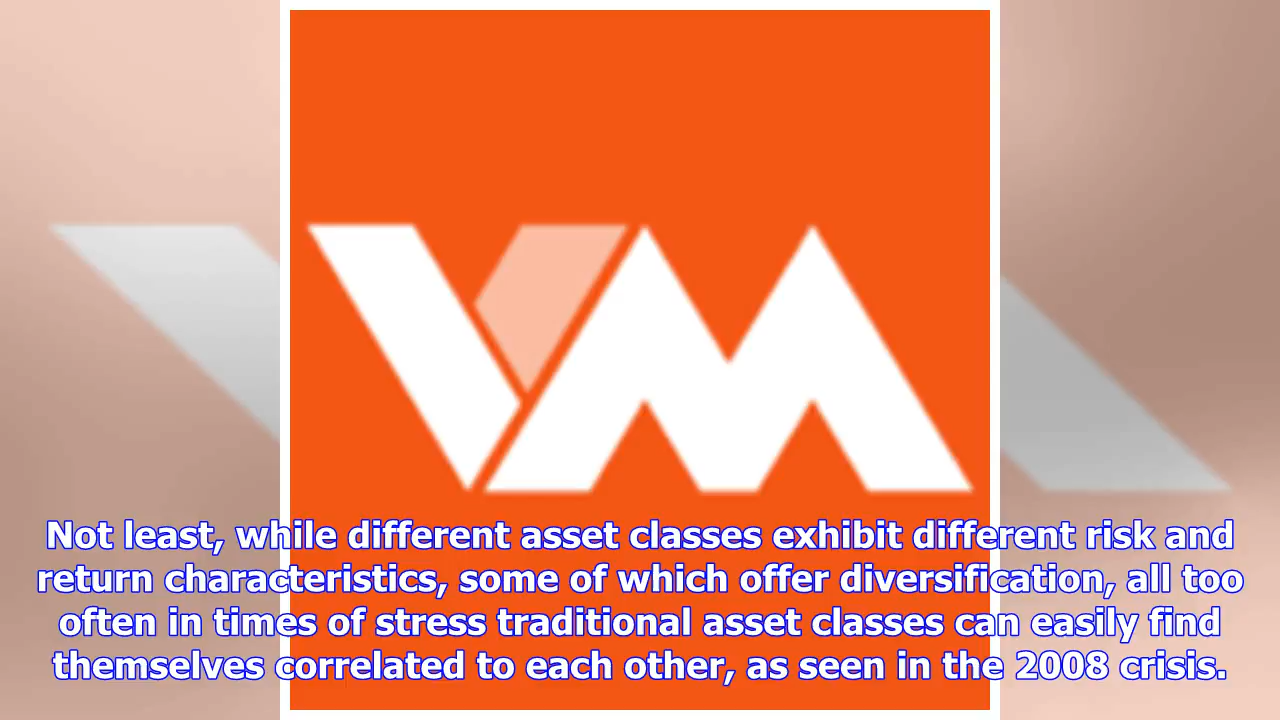 VM
Not least, while different asset classes exhibit different risk and
return characteristics, some of which offer diversification, all too
often in times of stress traditional asset classes can easily find
themselves correlated to each other, as seen in the 2008 crisis.